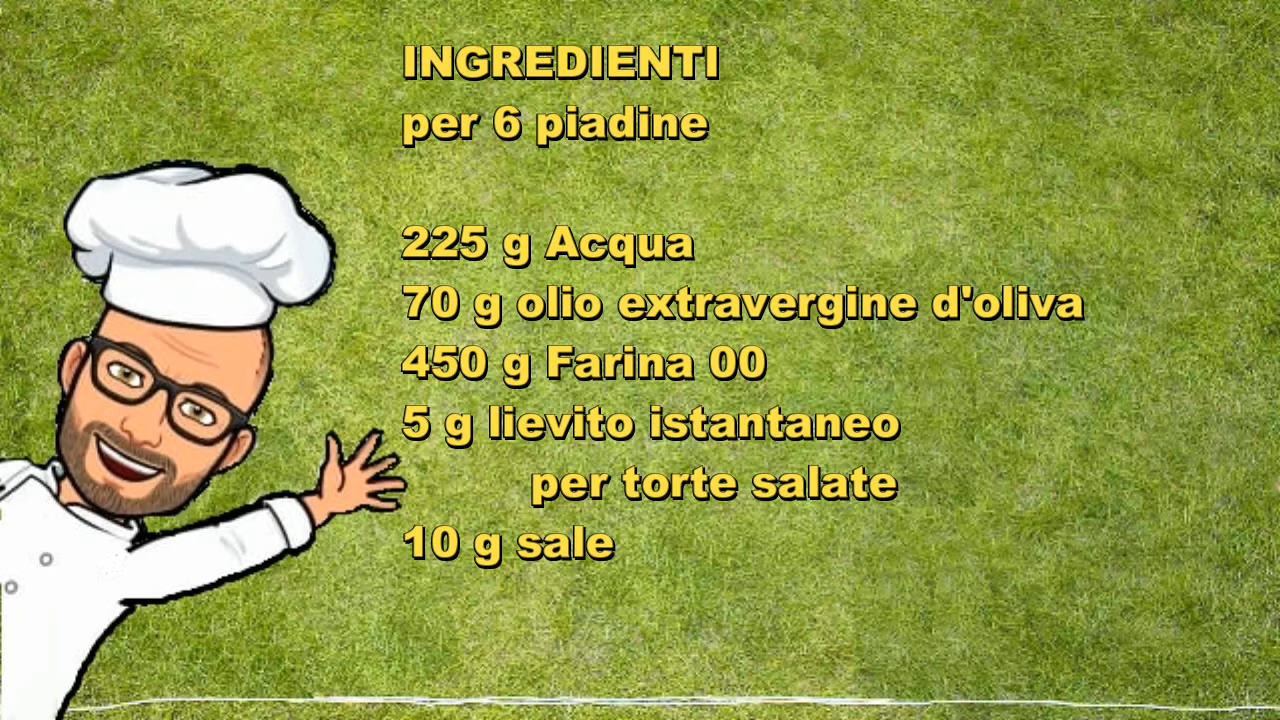 INGREDIENTI
per 6 piadine
225 g Acqua
70 g olio extravergine d'oliva
450 g Farina 00
5 g lievito istantaneo
per torte salate
10 g sale